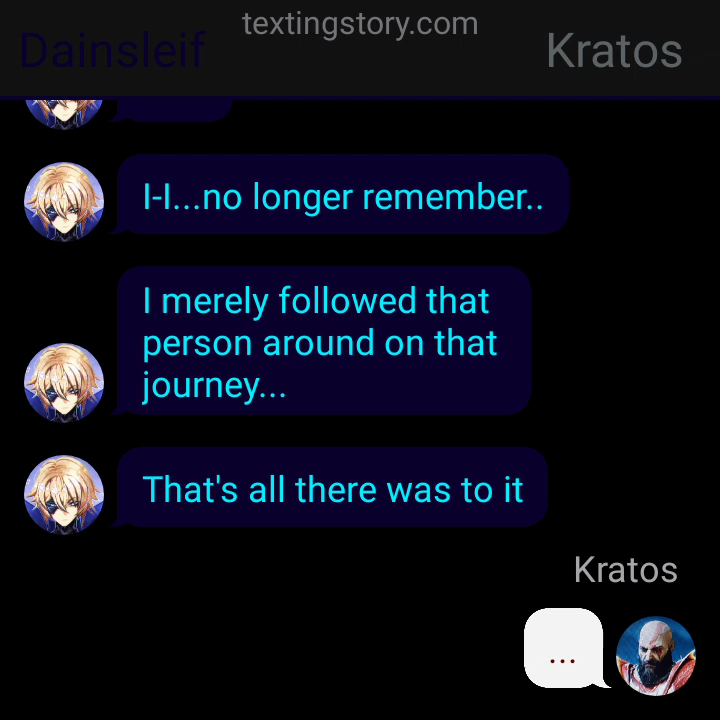 textingstory.com
Dainsleif
Kratos
I-I...no longer remember..
I merely followed that
person around on that
journey...
That's all there was to it
Kratos
...